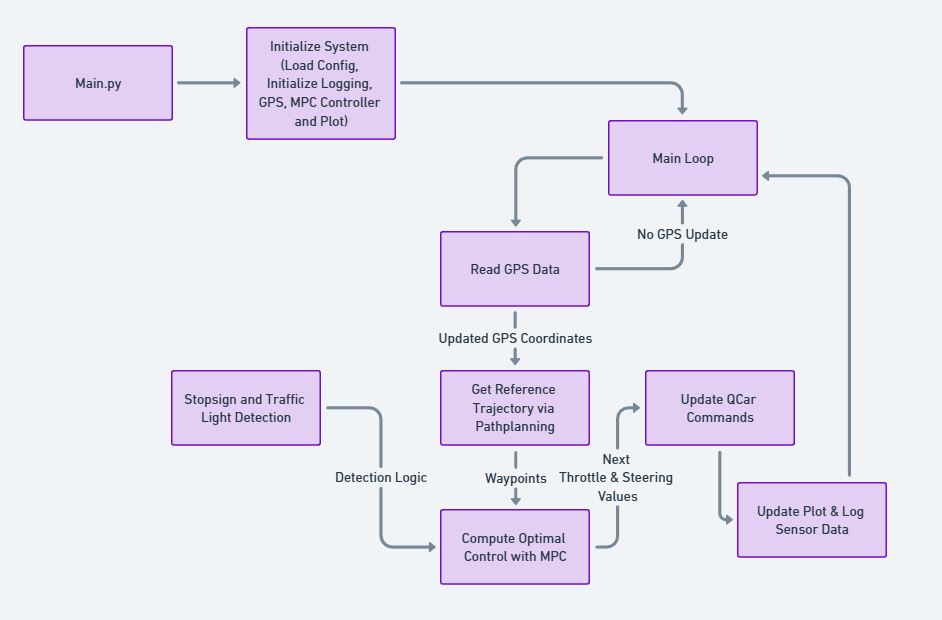 Main.py
Initialize System
(Load Config,
Initialize Logging,
GPS, MPC Controller
and Plot)
Main Loop
No GPS Update
Read GPS Data
Updated GPS Coordinates
Stopsign and Traffic
Light Detection
Get Reference
Trajectory via
Pathplanning
Update QCar
Commands
Detection Logic
Waypoints
Next
Throttle & Steering
Values
Update Plot & Log
Sensor Data
Compute Optimal
Control with MPC